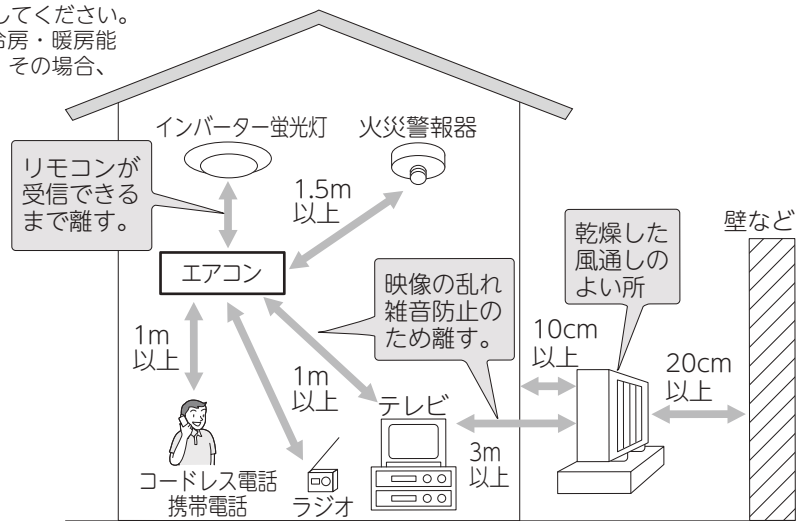 してください。
冷房・暖房能
その場合、
インバーター蛍光灯
火災警報器
リモコンが
受信できる
まで離す。
1.5m
以上
エアコン
乾燥した
風通しの
よい所
壁など
映像の乱れ
雑音防止の
ため離す。
1m
以上
1m
以上
10cm
以上
20cm
以上
テレビ
3m
以上
コードレス電話
携帯電話
ラジオ